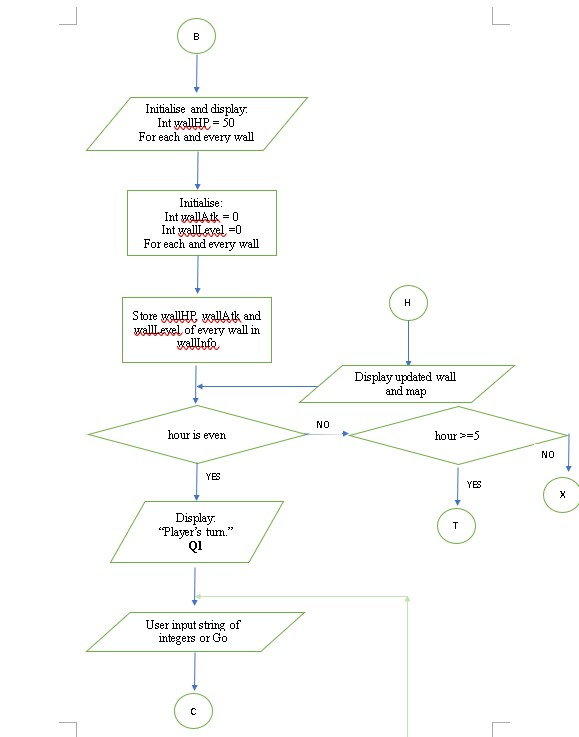 B
Initialise and display:
Int wallHP = 50
For each and every wall
Initialise:
Int wallAtk = 0
Int wallLevel =0
For each and every wall
Store wallHP, wallAtk and
wallLevel of every wall in
wallInfo
H
Display updated wall
and map
hour is even
NO
hour >=5
NO
YES
YES
X
T
Display:
“Player’s turn.”
Q1
User input string of
integers or Go
C